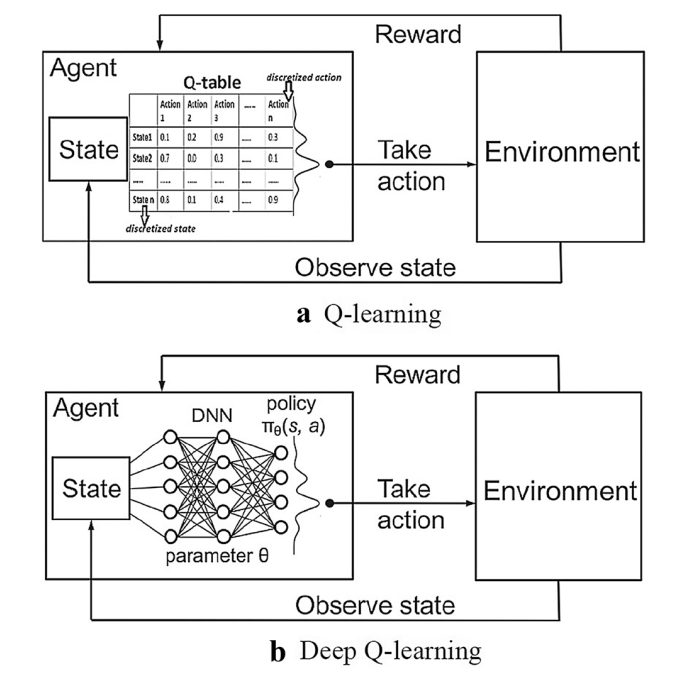 Reward
Agent
Q-table
discretized action
Action Action Action ...... Action
1 2 3 n
State1 0.1 0.2 0.9 ..... 0.3
State2 0.7 0.0 0.3 ..... 0.1
..... ..... ..... ..... ..... .....
State n 0.8 0.1 0.4 ..... 0.9
discretized state
State
Take
action
Environment
Observe state
a Q-learning
Reward
Agent
DNN
policy
πθ(s, a)
State
parameter θ
Take
action
Environment
Observe state
b Deep Q-learning